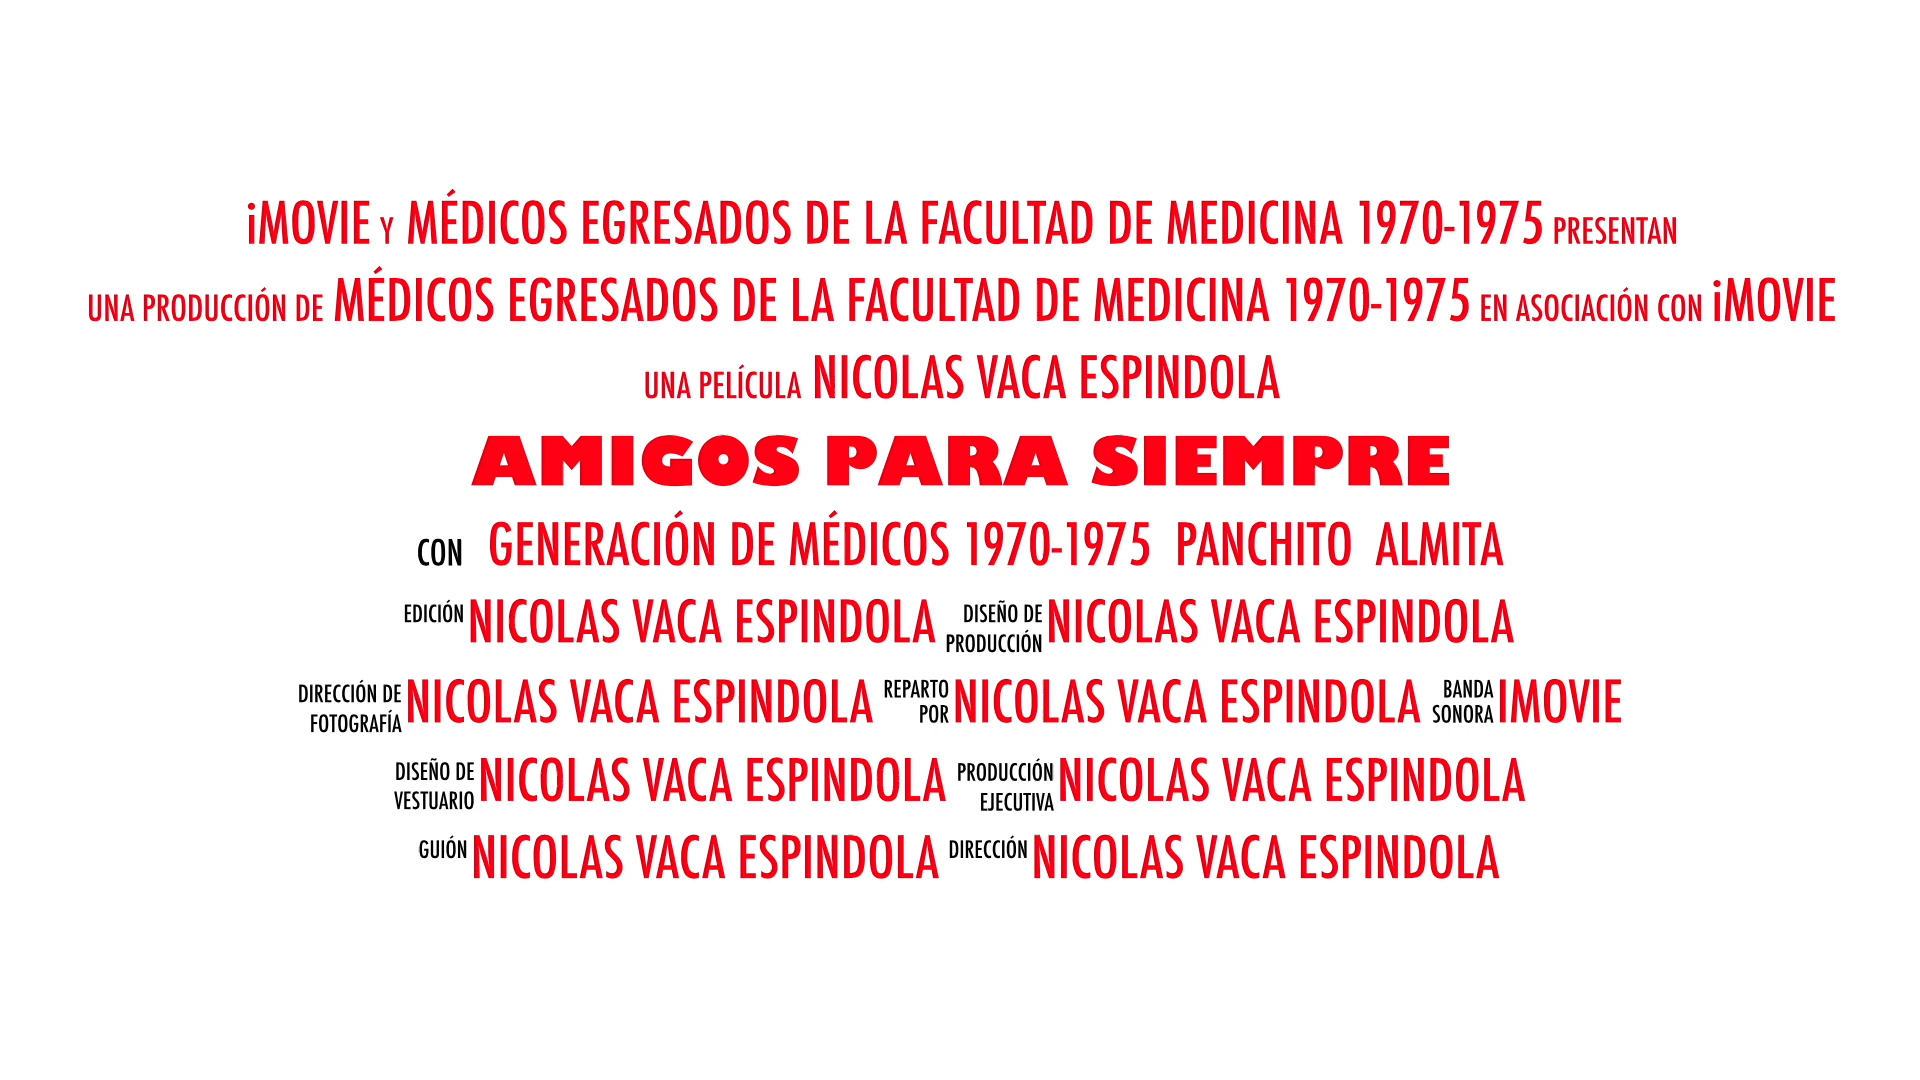 iMOVIE Y MÉDICOS EGRESADOS DE LA FACULTAD DE MEDICINA 1970-1975 PRESENTAN
UNA PRODUCCIÓN DE MÉDICOS EGRESADOS DE LA FACULTAD DE MEDICINA 1970-1975 EN ASOCIACIÓN CON iMOVIE
UNA PELÍCULA NICOLAS VACA ESPINDOLA
AMIGOS PARA SIEMPRE
CON GENERACIÓN DE MÉDICOS 1970-1975 PANCHITO ALMITA
EDICIÓN NICOLAS VACA ESPINDOLA DISEÑO DE PRODUCCIÓN NICOLAS VACA ESPINDOLA
DIRECCIÓN DE FOTOGRAFÍA NICOLAS VACA ESPINDOLA REPARTO POR NICOLAS VACA ESPINDOLA BANDA SONORA IMOVIE
DISEÑO DE VESTUARIO NICOLAS VACA ESPINDOLA PRODUCCIÓN EJECUTIVA NICOLAS VACA ESPINDOLA
GUIÓN NICOLAS VACA ESPINDOLA DIRECCIÓN NICOLAS VACA ESPINDOLA